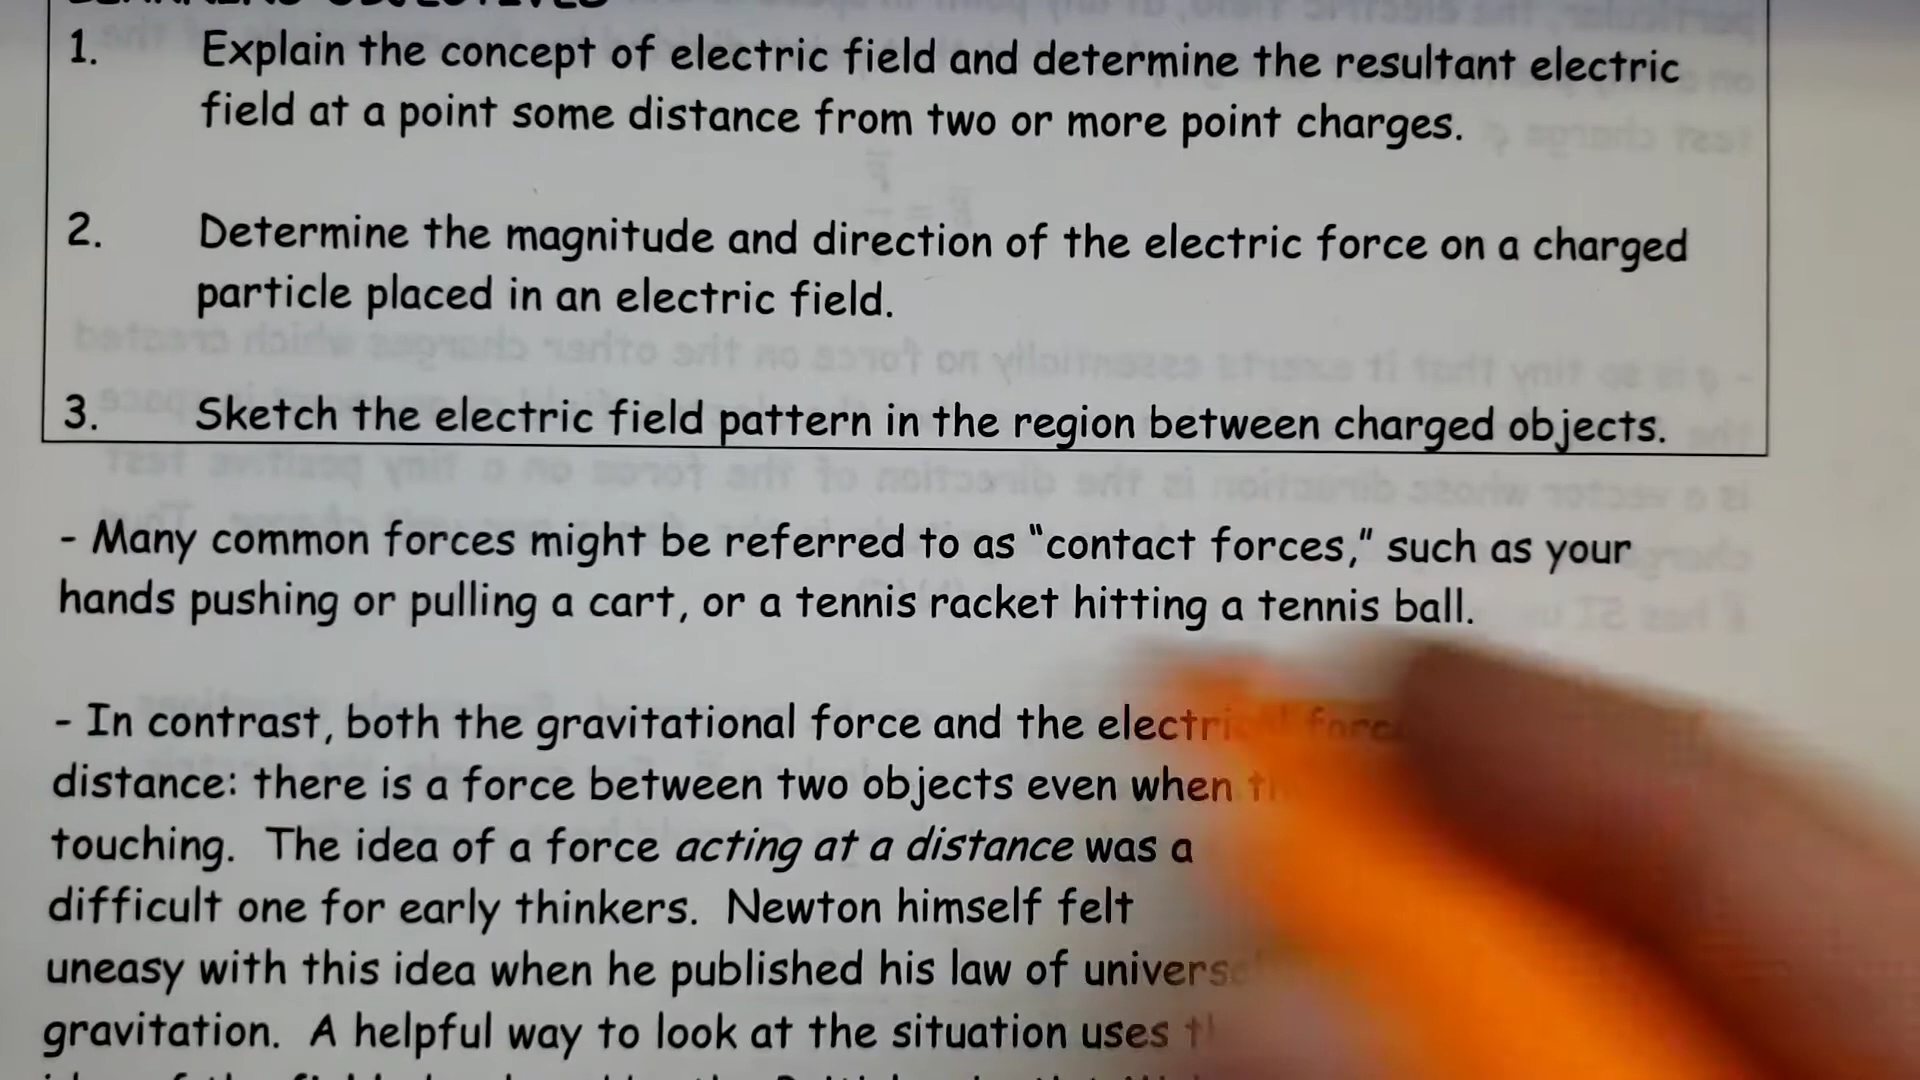 LEARNING OBJECTIVES
1. Explain the concept of electric field and determine the resultant electric
field at a point some distance from two or more point charges.
2. Determine the magnitude and direction of the electric force on a charged
particle placed in an electric field.
3. Sketch the electric field pattern in the region between charged objects.
- Many common forces might be referred to as "contact forces," such as your
hands pushing or pulling a cart, or a tennis racket hitting a tennis ball.
- In contrast, both the gravitational force and the electrical force
distance: there is a force between two objects even when
touching. The idea of a force acting at a distance was a
difficult one for early thinkers. Newton himself felt
uneasy with this idea when he published his law of universal
gravitation. A helpful way to look at the situation uses